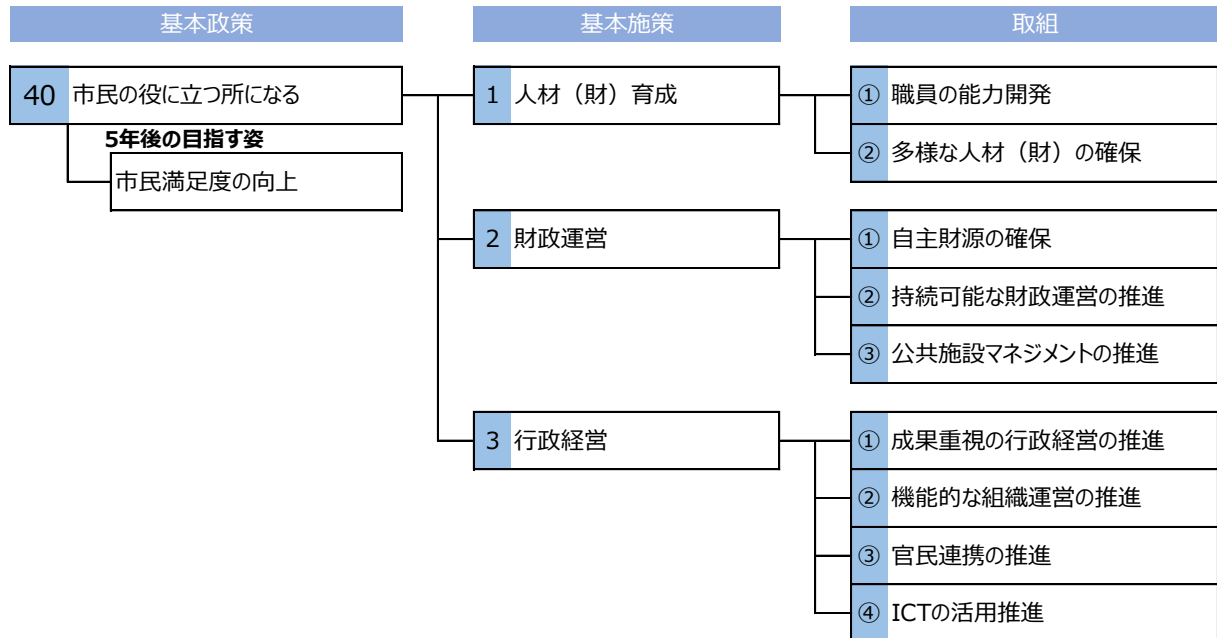 基本政策
基本施策
取組
40 市民の役に立つ所になる
5年後の目指す姿
市民満足度の向上
1 人材（財）育成
① 職員の能力開発
② 多様な人材（財）の確保
2 財政運営
① 自主財源の確保
② 持続可能な財政運営の推進
③ 公共施設マネジメントの推進
3 行政経営
① 成果重視の行政経営の推進
② 機能的な組織運営の推進
③ 官民連携の推進
④ ICTの活用推進